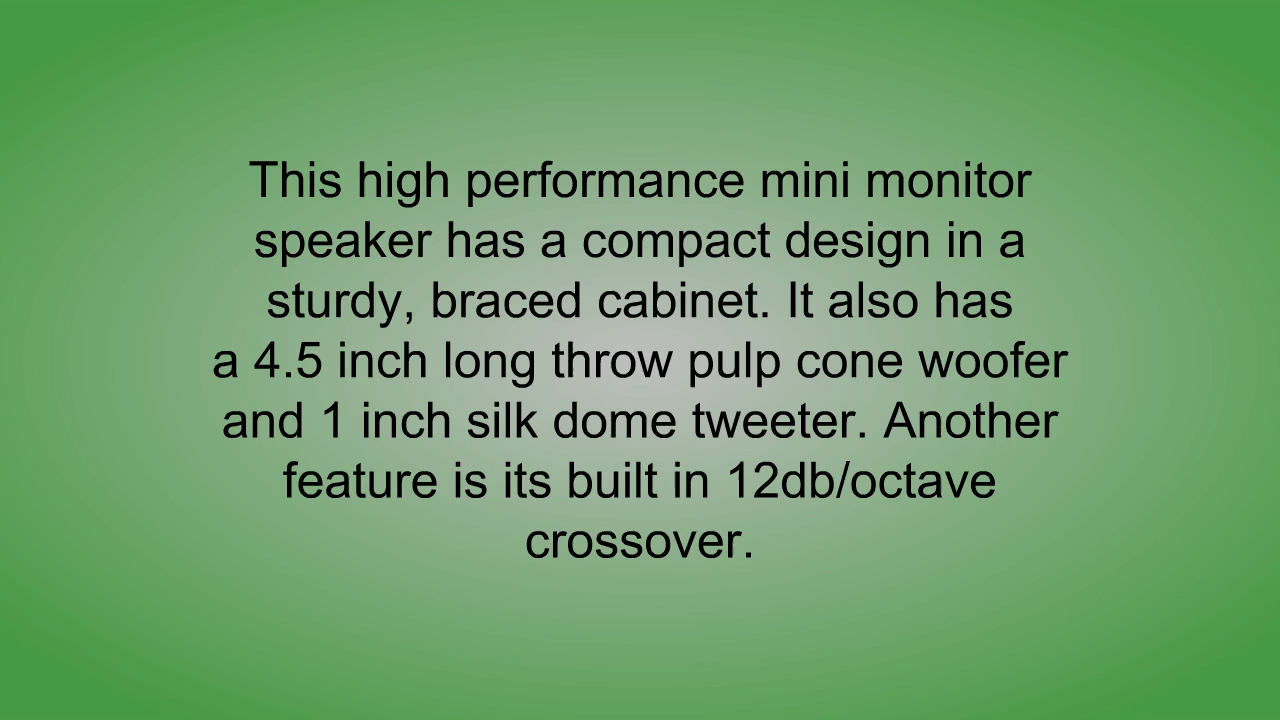 This high performance mini monitor
speaker has a compact design in a
sturdy, braced cabinet. It also has
a 4.5 inch long throw pulp cone woofer
and 1 inch silk dome tweeter. Another
feature is its built in 12db/octave
crossover.